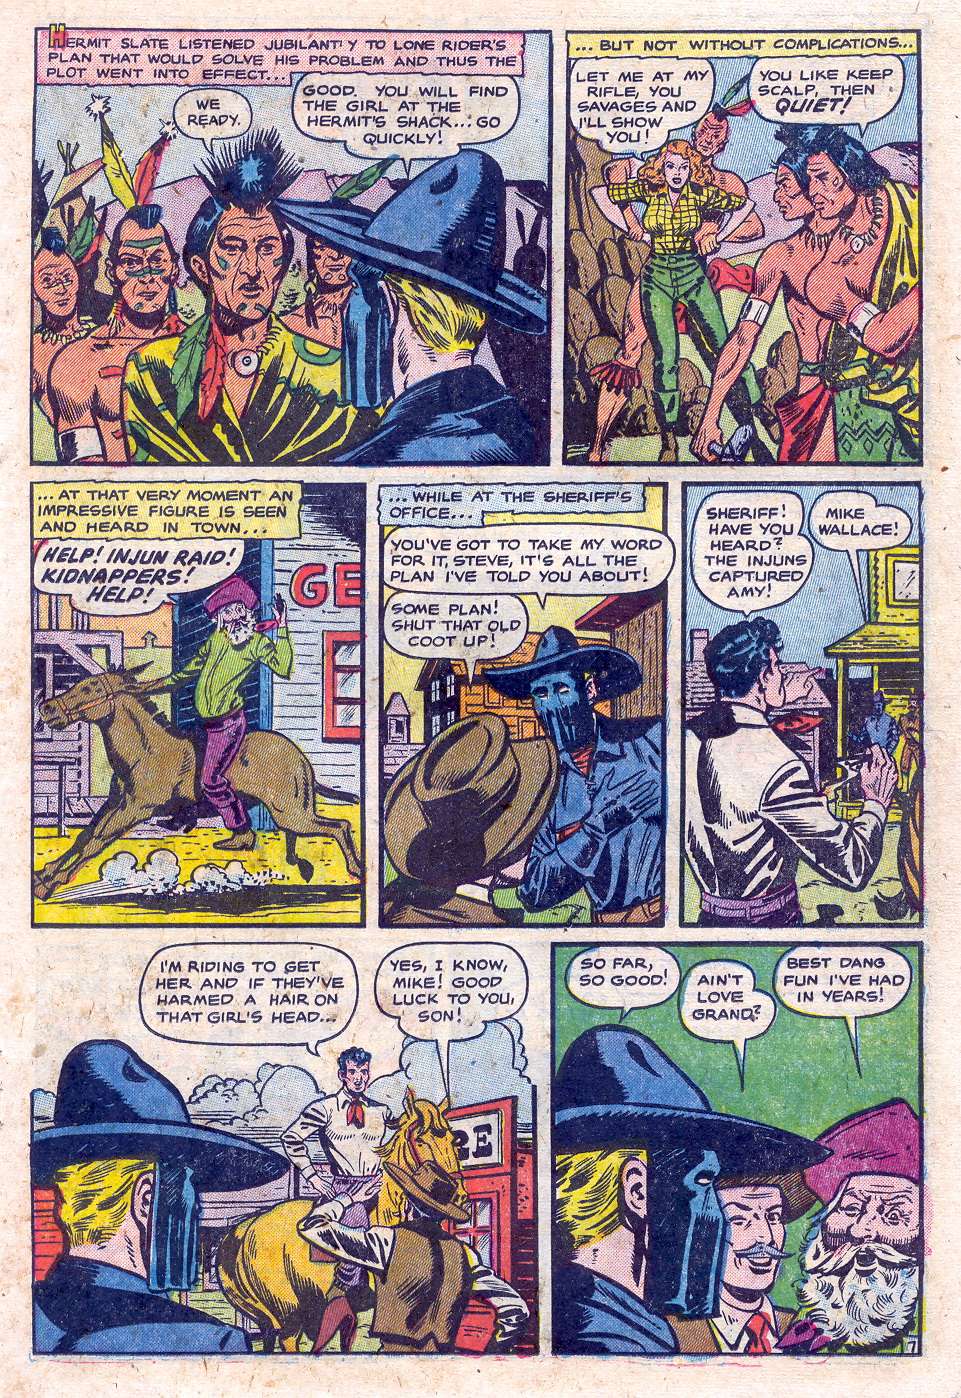 HERMIT SLATE LISTENED JUBILANTLY TO LONE RIDER'S
PLAN THAT WOULD SOLVE HIS PROBLEM AND THUS THE
PLOT WENT INTO EFFECT...
WE
READY.
GOOD. YOU WILL FIND
THE GIRL AT THE
HERMIT'S SHACK... GO
QUICKLY!
... BUT NOT WITHOUT COMPLICATIONS...
LET ME AT MY
RIFLE, YOU
SAVAGES AND
I'LL SHOW
YOU!
YOU LIKE KEEP
SCALP, THEN
QUIET!
... AT THAT VERY MOMENT AN
IMPRESSIVE FIGURE IS SEEN
AND HEARD IN TOWN...
HELP! INJUN RAID!
KIDNAPPERS!
HELP!
GE
... WHILE AT THE SHERIFF'S
OFFICE...
YOU'VE GOT TO TAKE MY WORD
FOR IT, STEVE, IT'S ALL THE
PLAN I'VE TOLD YOU ABOUT!
SOME PLAN!
SHUT THAT OLD
COOT UP!
SHERIFF!
HAVE YOU
HEARD?
THE INJUNS
CAPTURED
AMY!
MIKE
WALLACE!
I'M RIDING TO GET
HER AND IF THEY'VE
HARMED A HAIR ON
THAT GIRL'S HEAD...
YES, I KNOW,
MIKE! GOOD
LUCK TO YOU,
SON!
RE
SO FAR,
SO GOOD!
AIN'T
LOVE
GRAND?
BEST DANG
FUN I'VE HAD
IN YEARS!
7